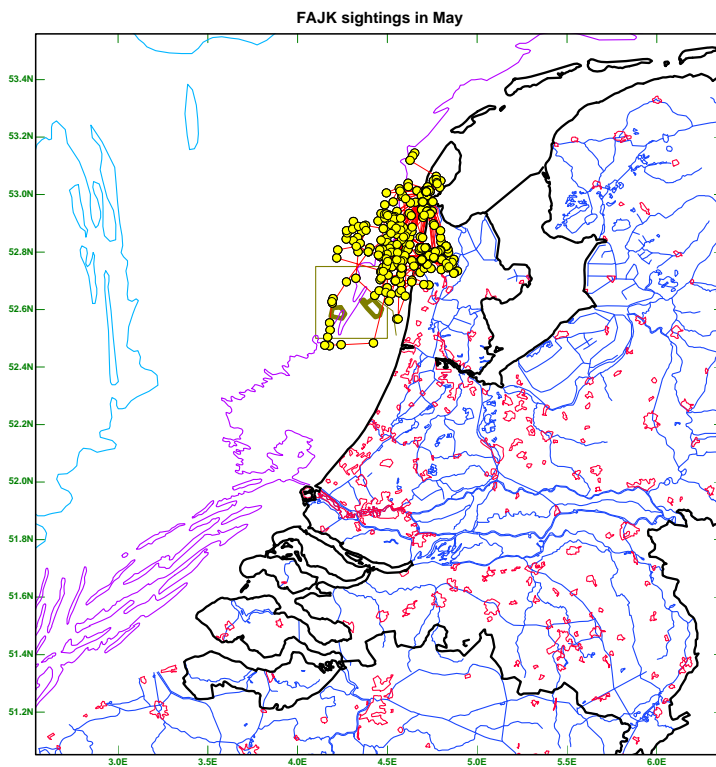 FAJK sightings in May
53.4N
53.2N
53.0N
52.8N
52.6N
52.4N
52.2N
52.0N
51.8N
51.6N
51.4N
51.2N
3.0E 3.5E 4.0E 4.5E 5.0E 5.5E 6.0E